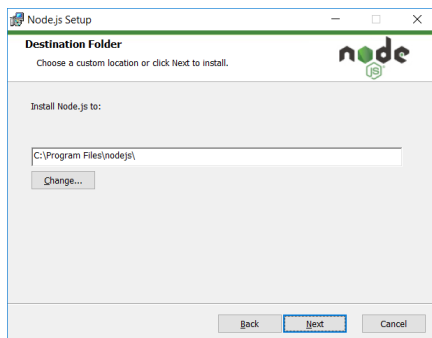 Node.js Setup
Destination Folder
Choose a custom location or click Next to install.
node
JS
Install Node.js to:
C:\Program Files\nodejs\
Change...
Back
Next
Cancel